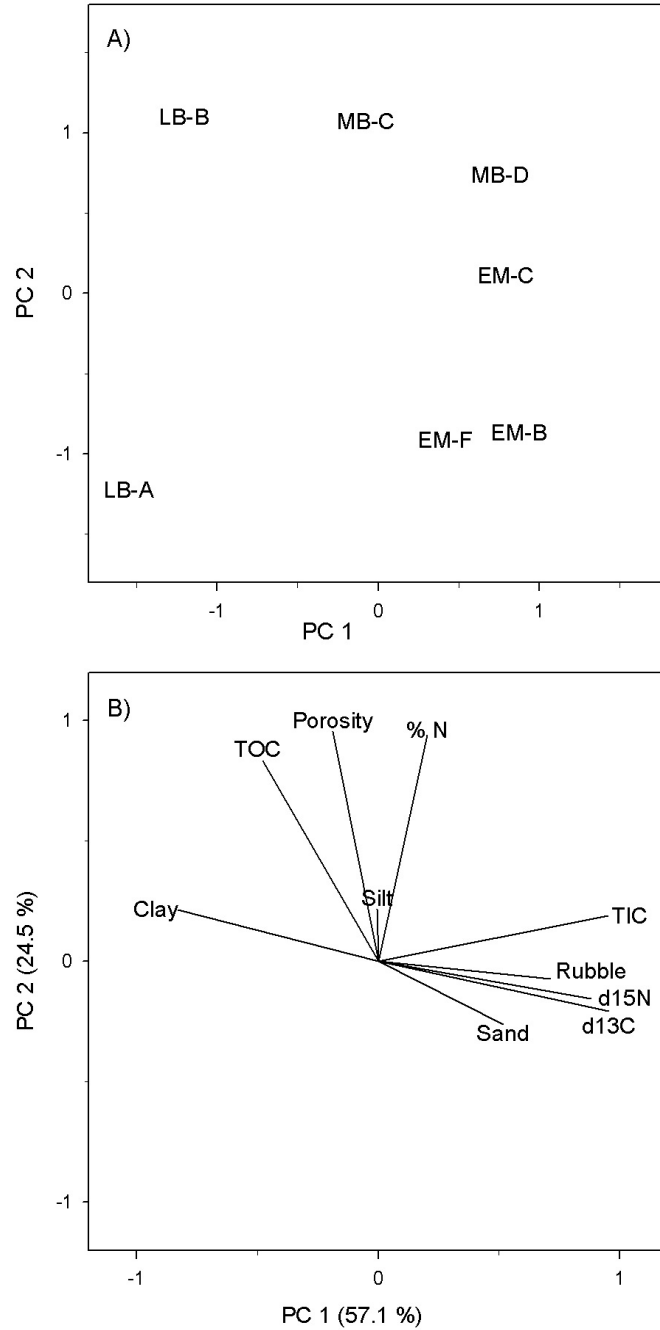 A)
LB-B
MB-C
MB-D
EM-C
EM-F
EM-B
LB-A
1
0
-1
PC 2
-1
0
1
PC 1
B)
Porosity
% N
TOC
Silt
Clay
TIC
Rubble
d15N
d13C
Sand
1
0
-1
PC 2 (24.5 %)
-1
0
1
PC 1 (57.1 %)